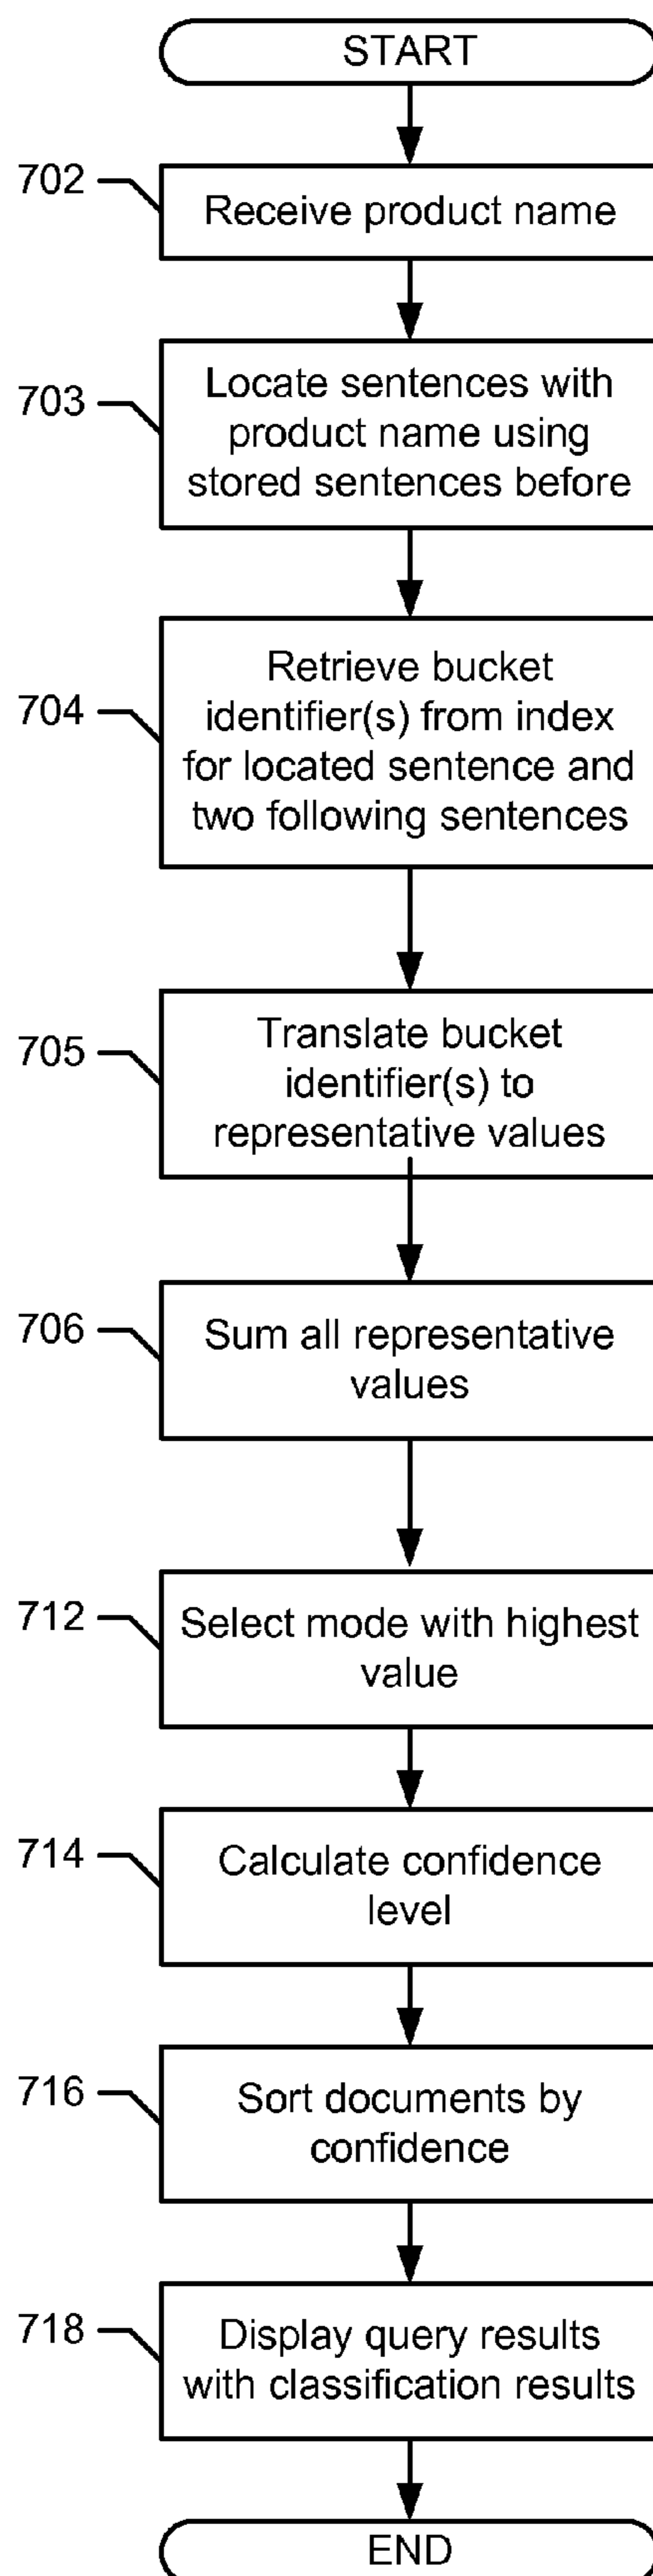 START
702
Receive product name
703
Locate sentences with
product name using
stored sentences before
704
Retrieve bucket
identifier(s) from index
for located sentence and
two following sentences
705
Translate bucket
identifier(s) to
representative values
706
Sum all representative
values
712
Select mode with highest
value
714
Calculate confidence
level
716
Sort documents by
confidence
718
Display query results
with classification results
END